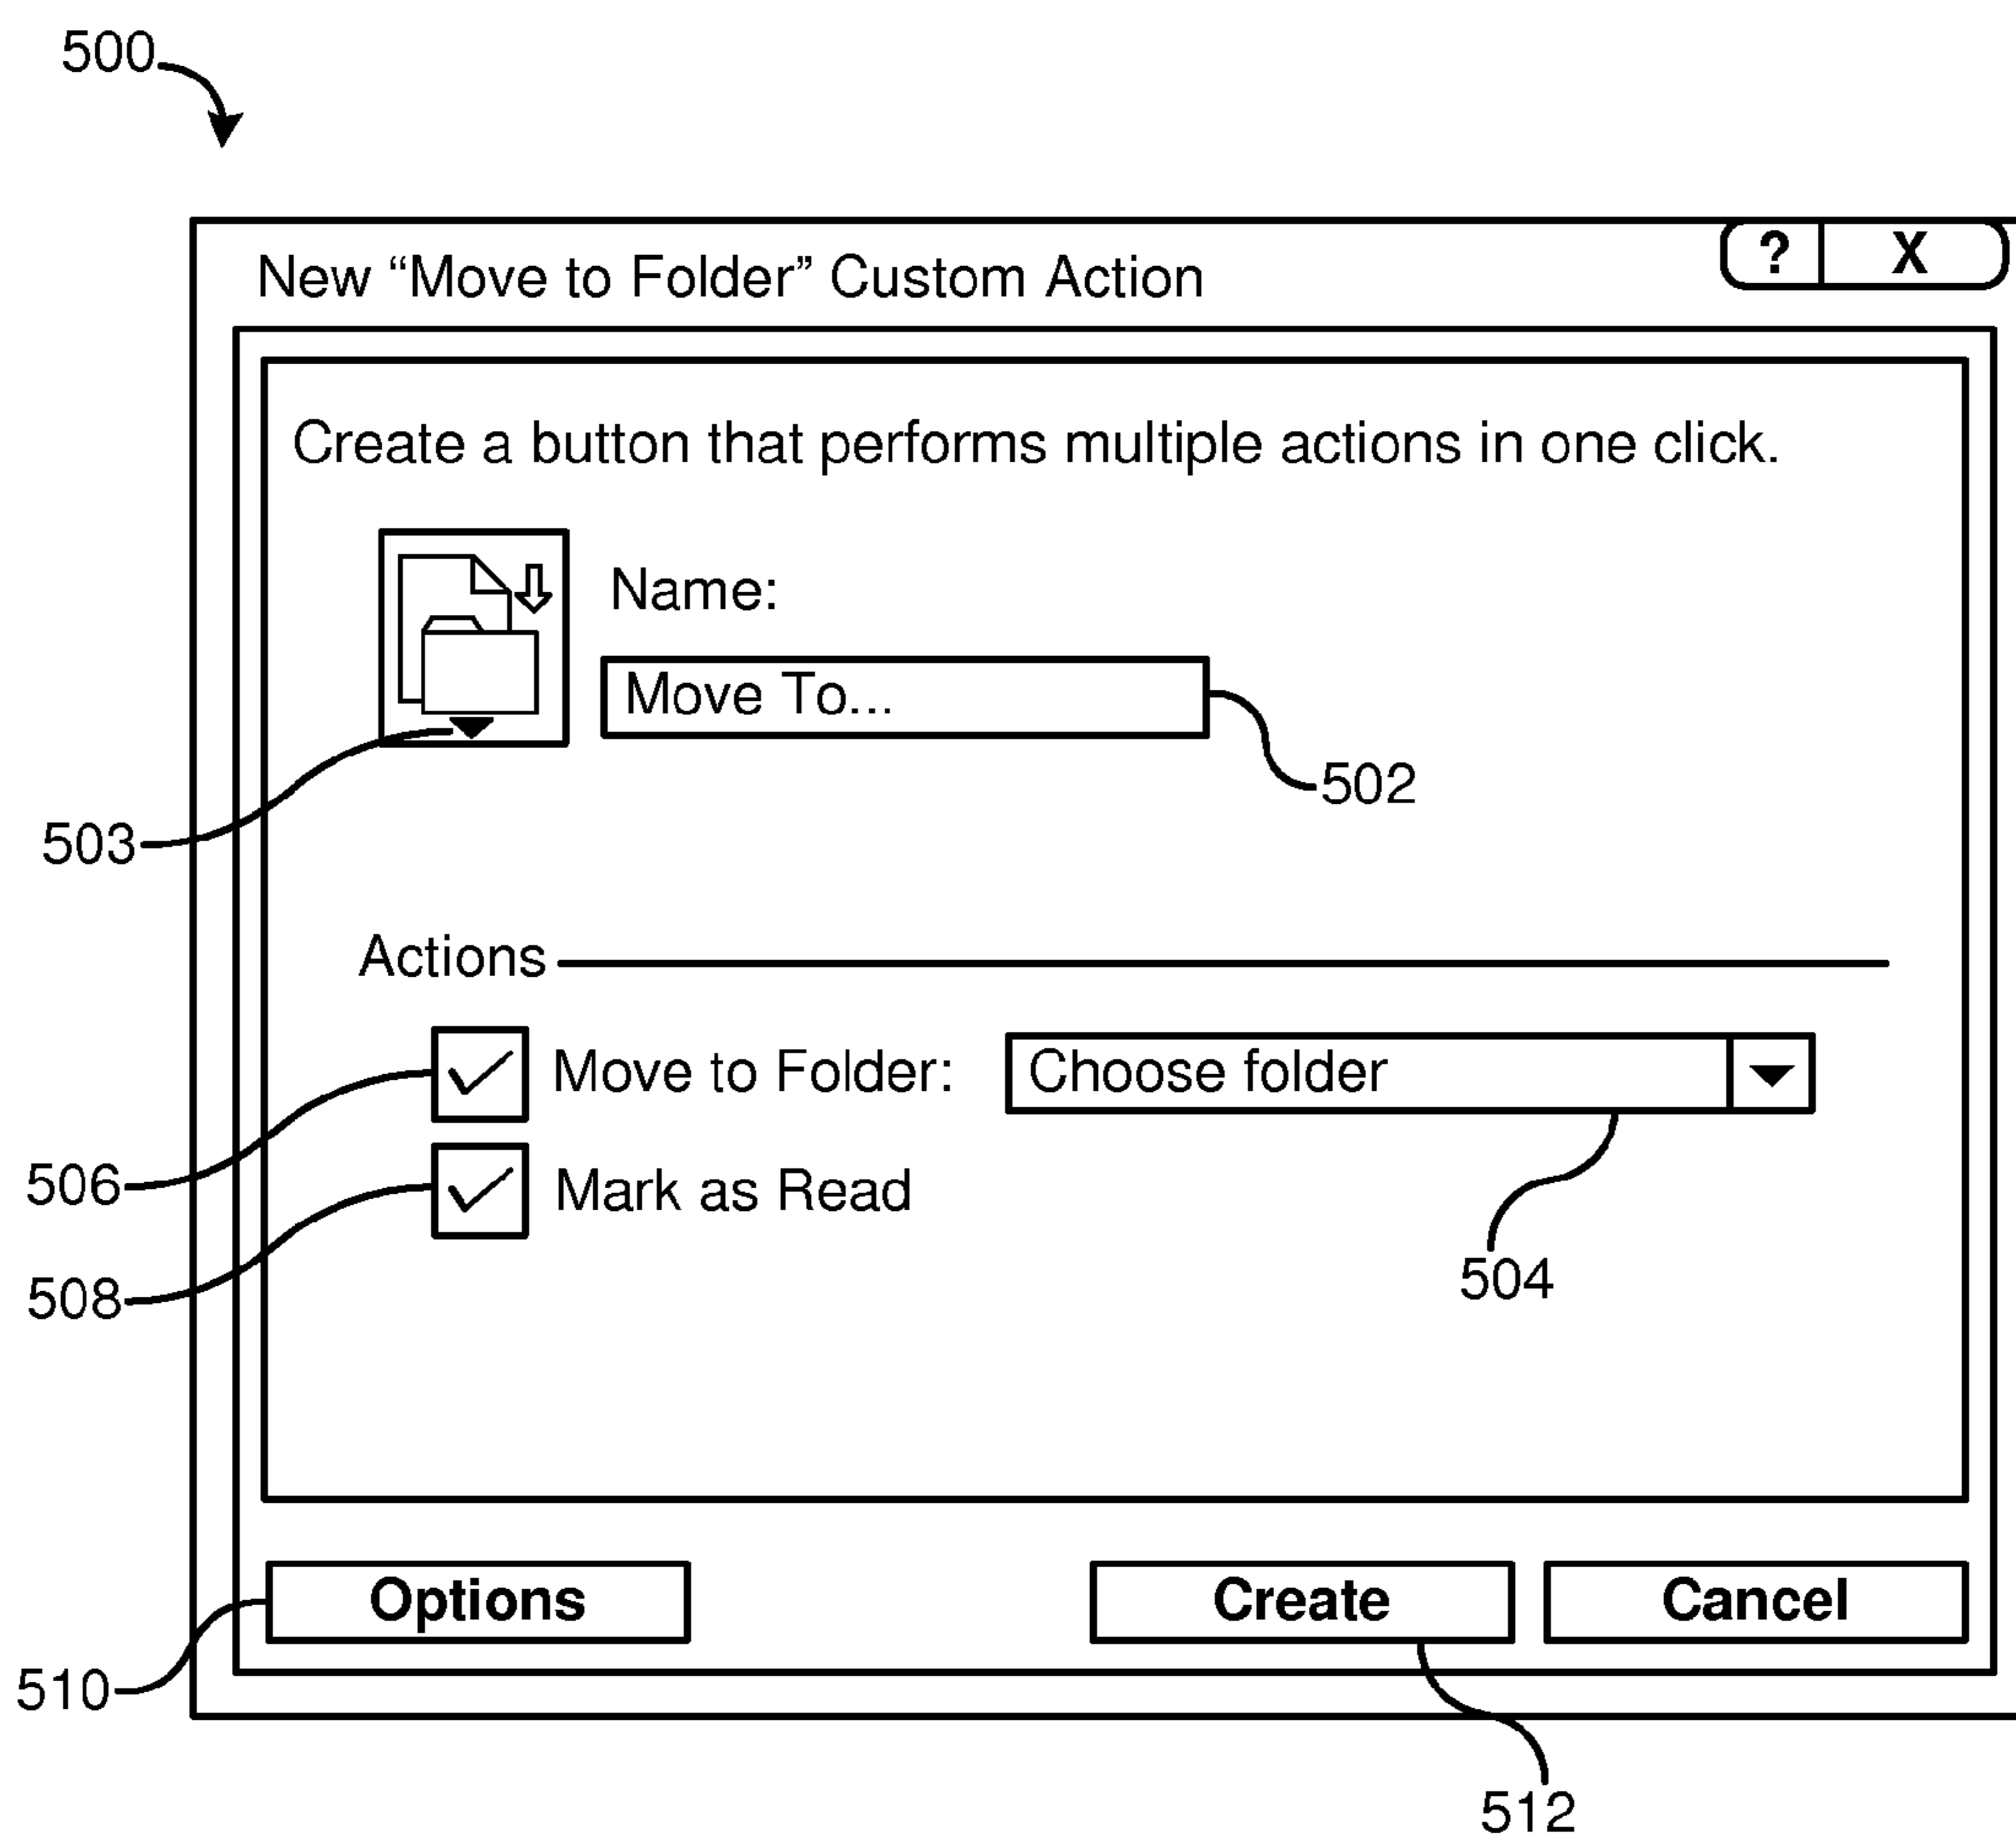 500
New “Move to Folder” Custom Action
? X
Create a button that performs multiple actions in one click.
Name:
Move To...
502
503
Actions
Move to Folder: Choose folder
506
Mark as Read
508
504
Options Create Cancel
510
512